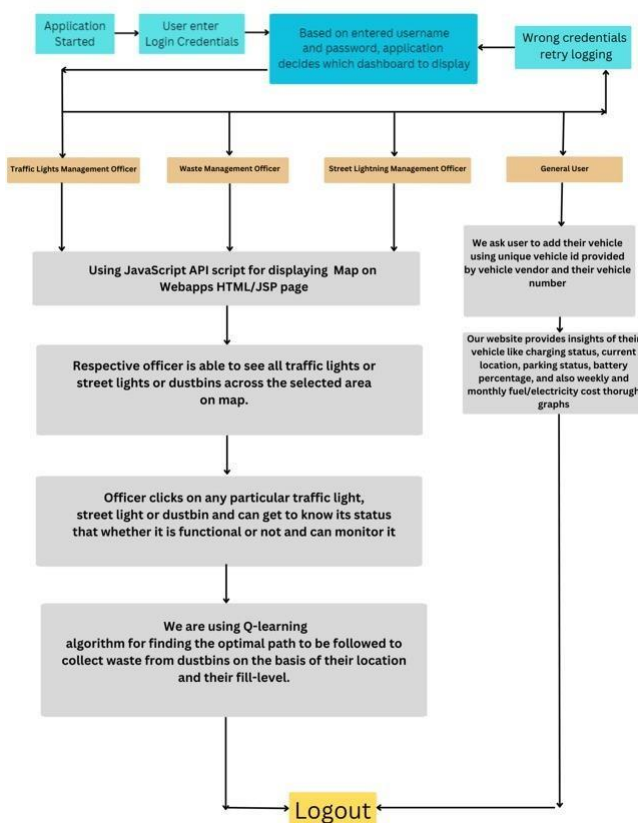 Application
Started
User enter
Login Credentials
Based on entered username
and password, application
decides which dashboard to display
Wrong credentials
retry logging
Traffic Lights Management Officer
Waste Management Officer
Street Lightning Management Officer
General User
Using JavaScript API script for displaying Map on
Webapps HTML/JSP page
We ask user to add their vehicle
using unique vehicle id provided
by vehicle vendor and their vehicle
number
Respective officer is able to see all traffic lights or
street lights or dustbins across the selected area
on map.
Our website provides insights of their
vehicle like charging status, current
location, parking status, battery
percentage, and also weekly and
monthly fuel/electricity cost thorugh
graphs
Officer clicks on any particular traffic light,
street light or dustbin and can get to know its status
that whether it is functional or not and can monitor it
We are using Q-learning
algorithm for finding the optimal path to be followed to
collect waste from dustbins on the basis of their location
and their fill-level.
Logout